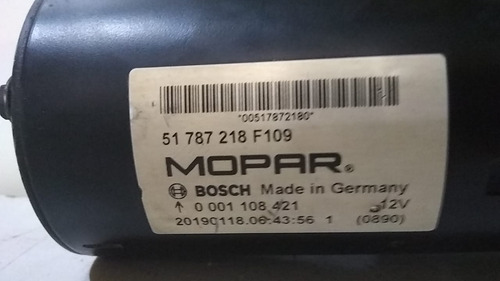 *00517872180*
51 787 218 F109
MOPAR®
BOSCH Made in Germany
↑ 0 001 108 421 12V
20190118.06:43:56 1 (0890)